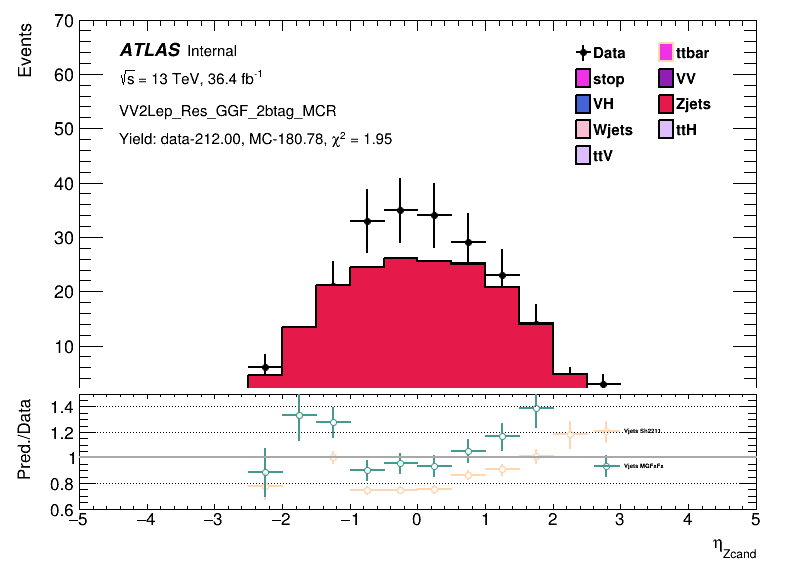 Events
70
60
50
40
30
20
10
ATLAS Internal
√s = 13 TeV, 36.4 fb-1
VV2Lep_Res_GGF_2btag_MCR
Yield: data-212.00, MC-180.78, χ2 = 1.95
Data
ttbar
stop
VV
VH
Zjets
Wjets
ttH
ttV
Pred./Data
1.4
1.2
1
0.8
0.6
Vjets Sh2211
Vjets MGFxFx
−5 −4 −3 −2 −1 0 1 2 3 4 5
ηZcand